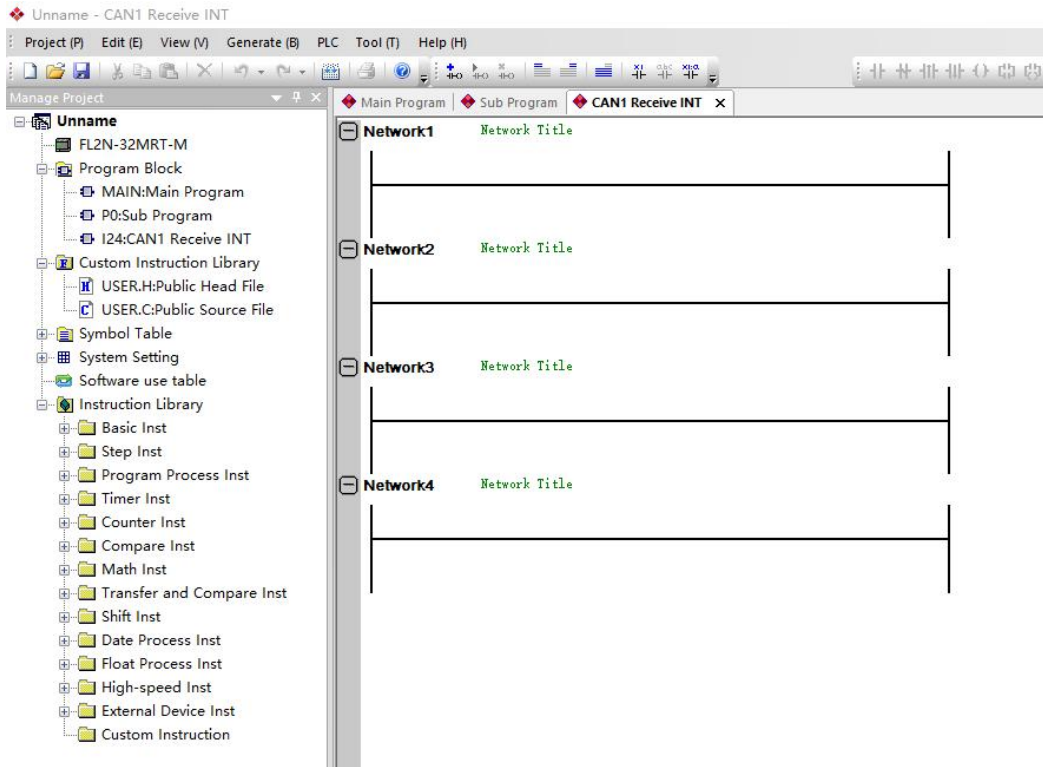 Unname - CAN1 Receive INT
Project (P) Edit (E) View (V) Generate (B) PLC Tool (T) Help (H)
Manage Project
Main Program Sub Program CAN1 Receive INT
Unname
FL2N-32MRT-M
Program Block
MAIN:Main Program
P0:Sub Program
I24:CAN1 Receive INT
Custom Instruction Library
USER.H:Public Head File
USER.C:Public Source File
Symbol Table
System Setting
Software use table
Instruction Library
Basic Inst
Step Inst
Program Process Inst
Timer Inst
Counter Inst
Compare Inst
Math Inst
Transfer and Compare Inst
Shift Inst
Date Process Inst
Float Process Inst
High-speed Inst
External Device Inst
Custom Instruction
Network1 Network Title
Network2 Network Title
Network3 Network Title
Network4 Network Title